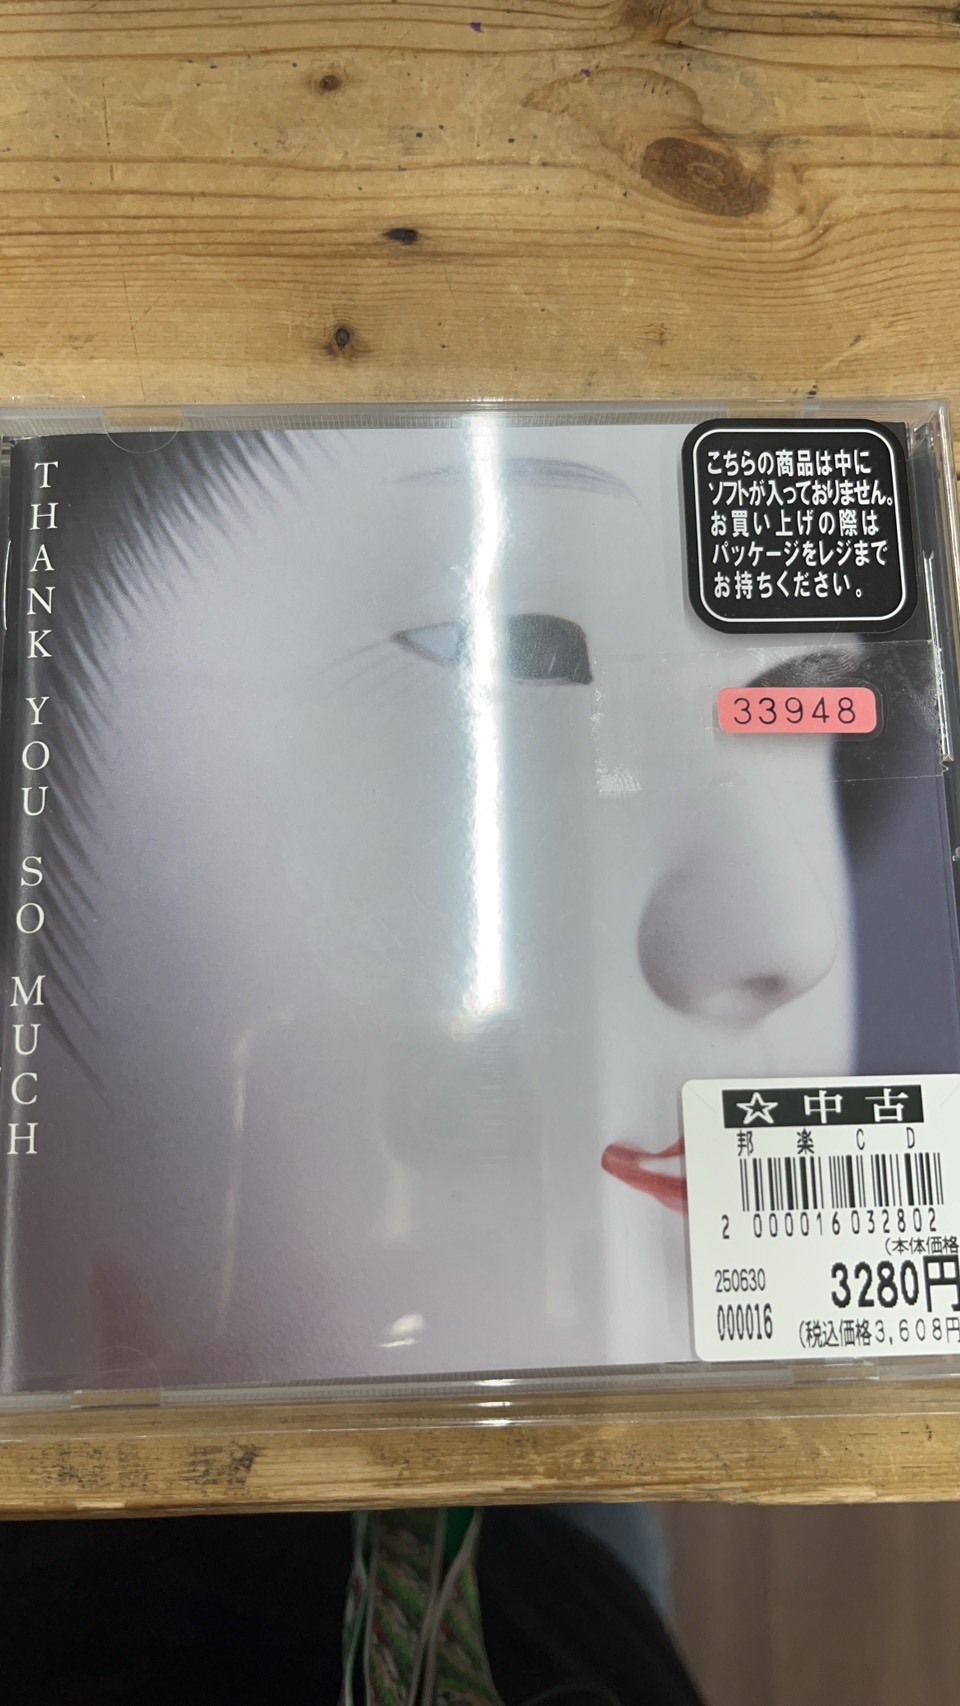 THANK YOU SO MUCH
こちらの商品は中に
ソフトが入っておりません。
お買い上げの際は
パッケージをレジまで
お持ちください。
33948
☆中古
邦楽CD
2 000016 032802
(本体価格
250630
3280円
000016
(税込価格3,608円